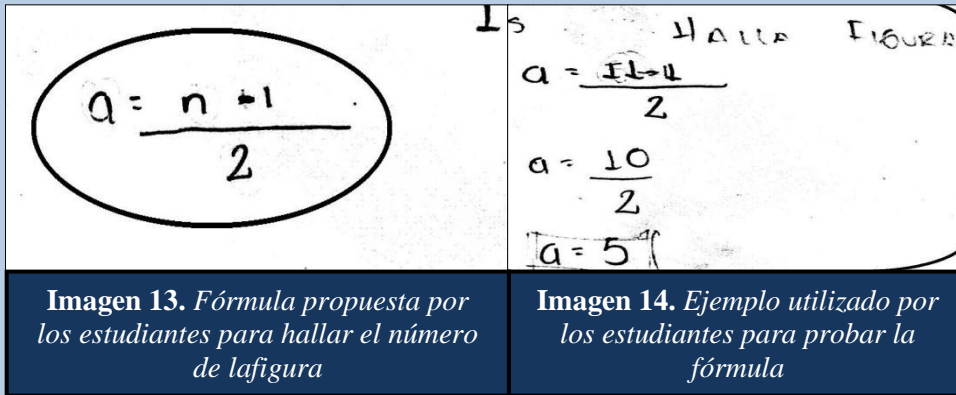 a = n - 1
2
Is
HALLA FIGURA
a = 11-1
2
a = 10
2
a = 5
Imagen 13. Fórmula propuesta por
los estudiantes para hallar el número
de lafigura
Imagen 14. Ejemplo utilizado por
los estudiantes para probar la
fórmula